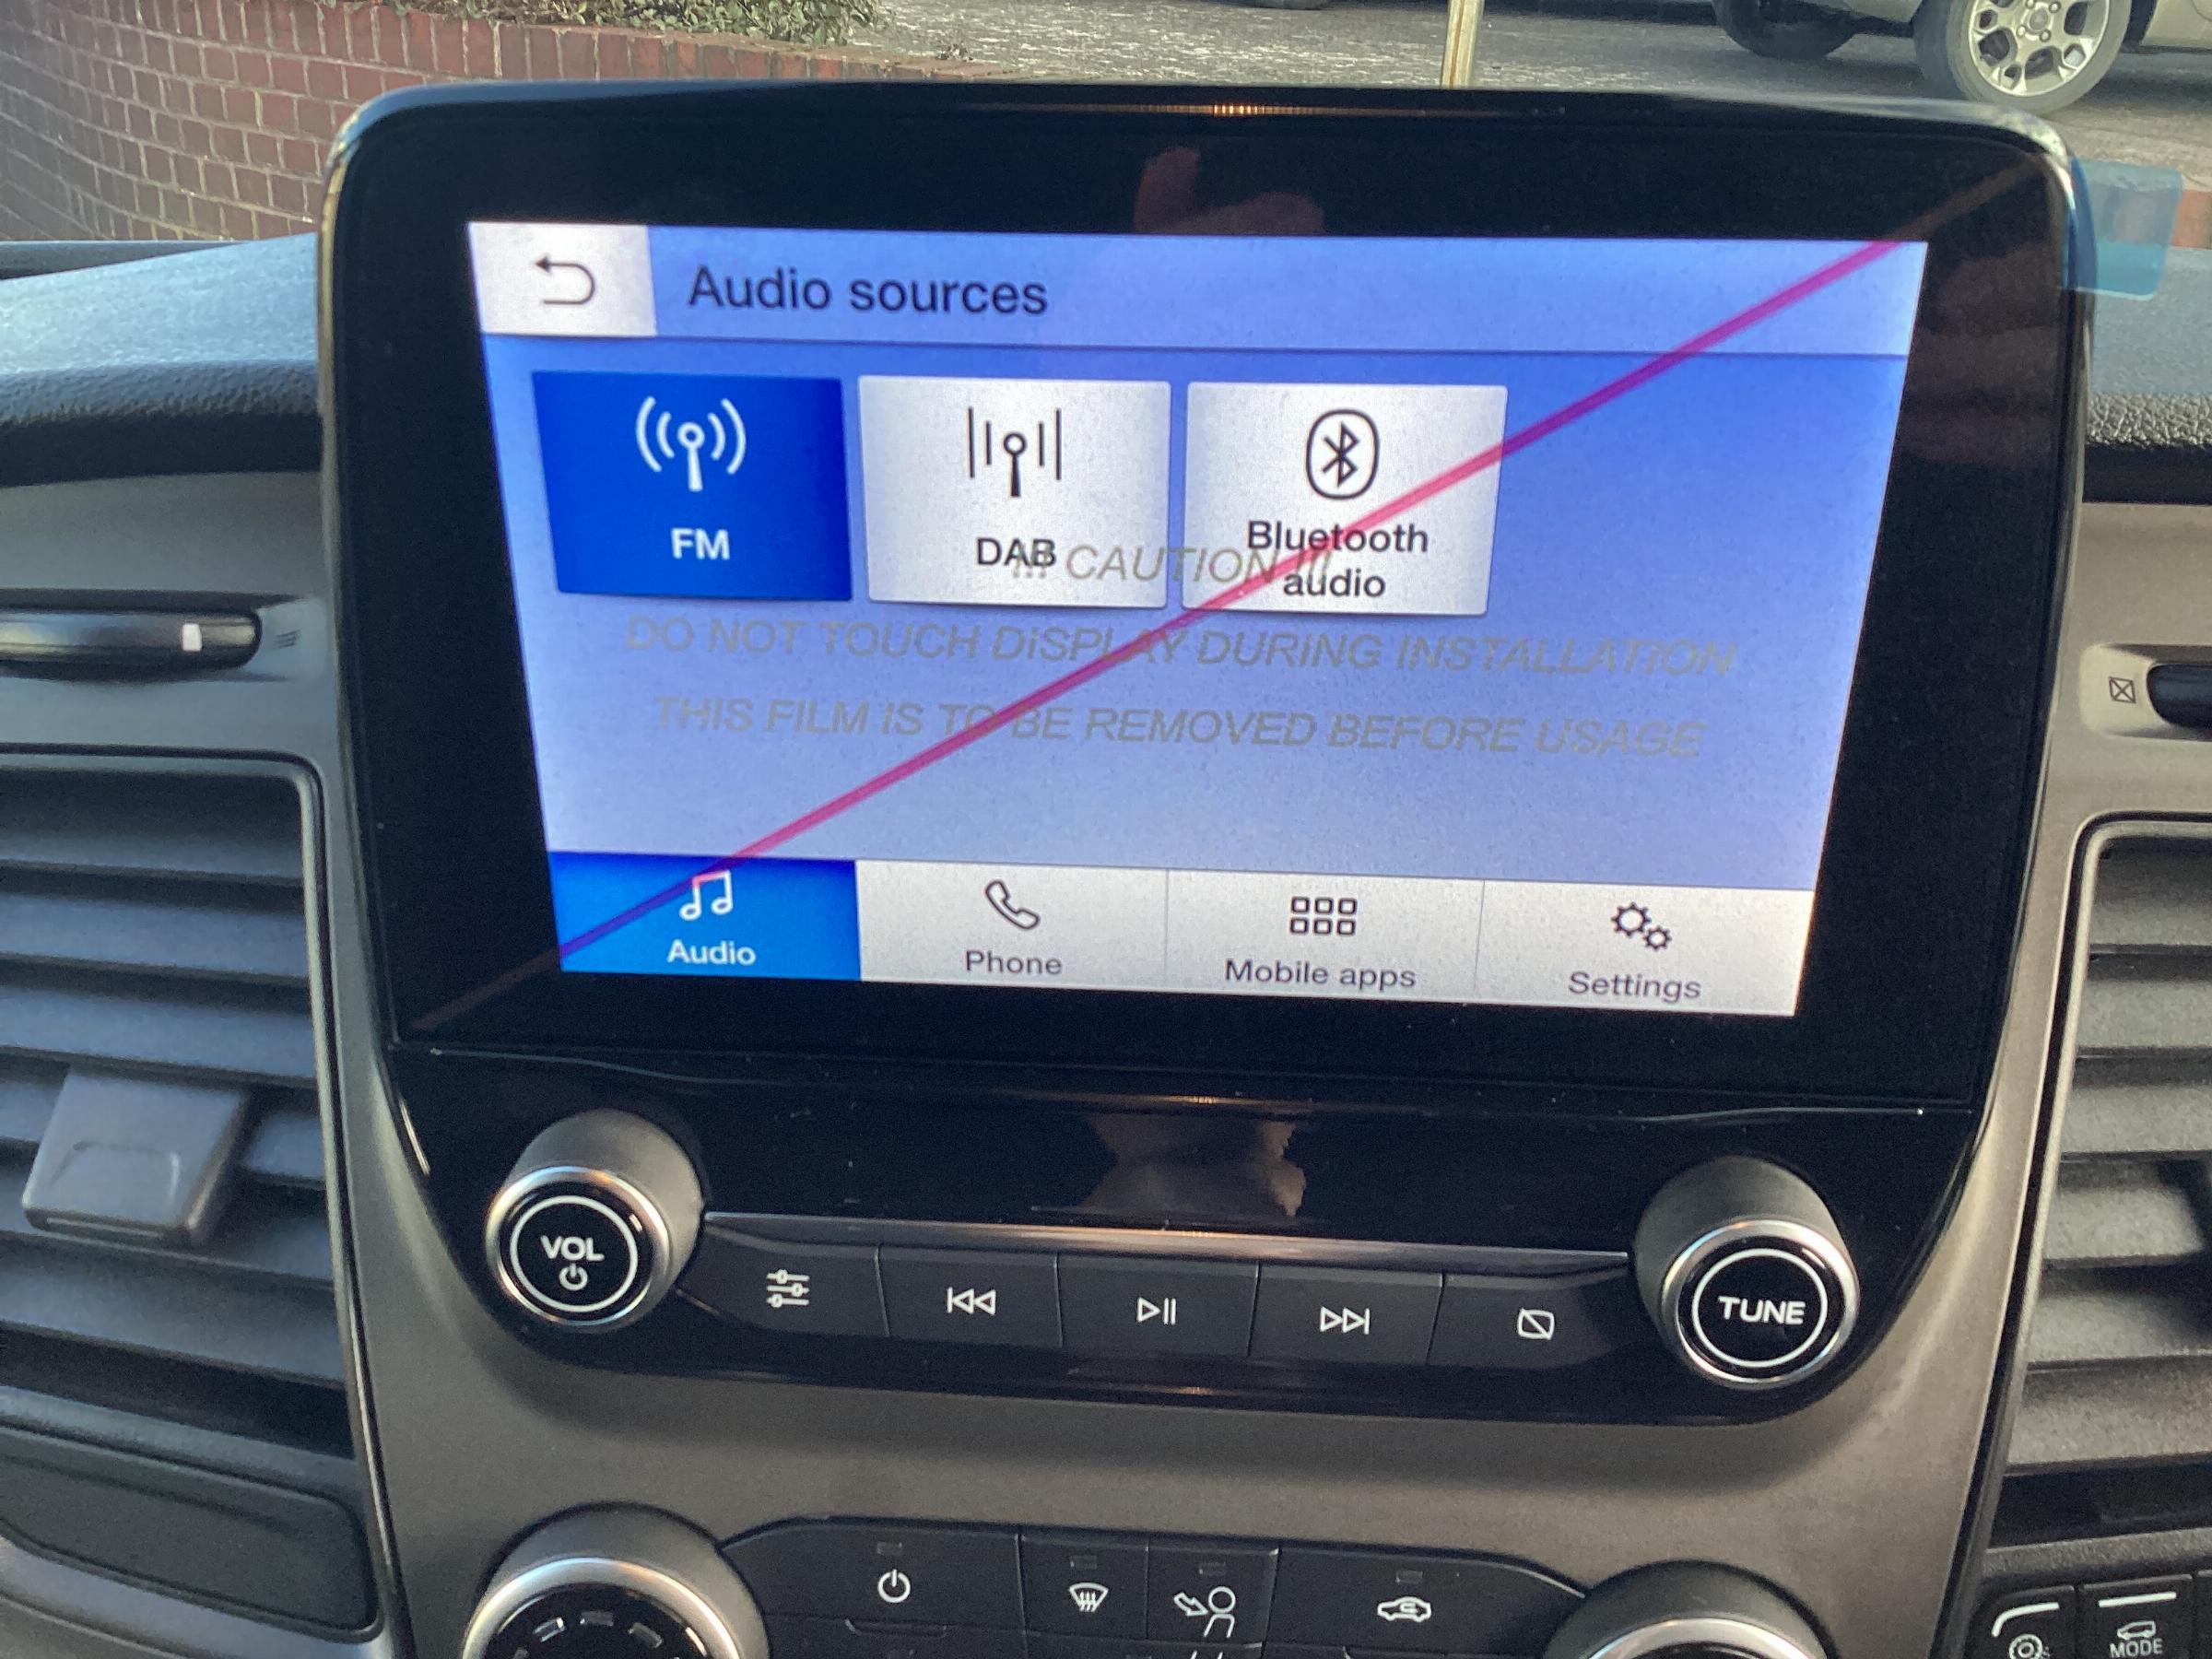 Audio sources
FM
DAB
Bluetooth
audio
!!! CAUTION !!!
DO NOT TOUCH DISPLAY DURING INSTALLATION
THIS FILM IS TO BE REMOVED BEFORE USAGE
Audio
Phone
Mobile apps
Settings
VOL
TUNE
MODE